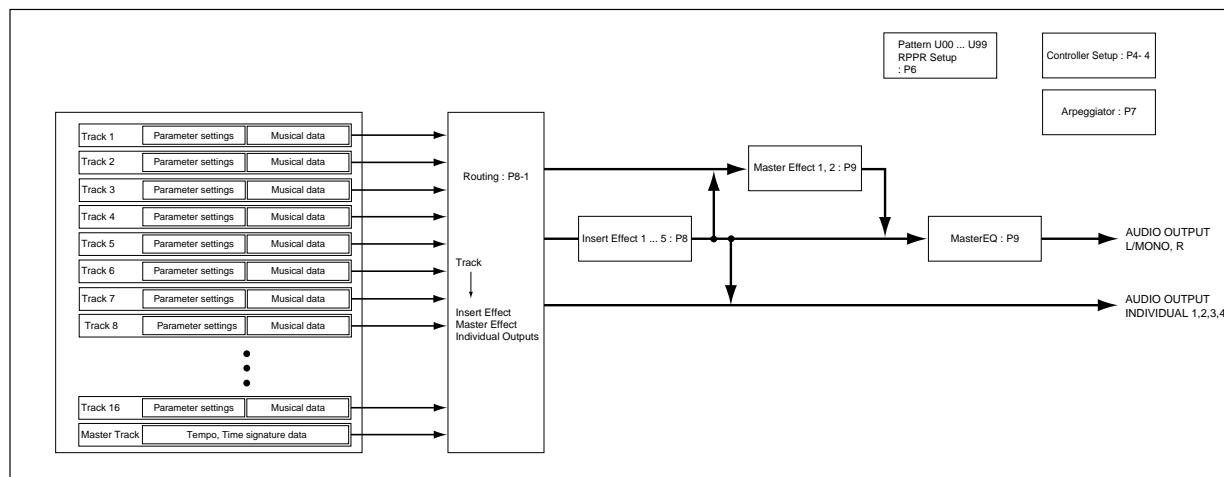 Pattern U00 ... U99
RPPR Setup
: P6
Controller Setup : P4- 4
Arpeggiator : P7
Track 1 Parameter settings Musical data
Track 2 Parameter settings Musical data
Track 3 Parameter settings Musical data
Track 4 Parameter settings Musical data
Track 5 Parameter settings Musical data
Track 6 Parameter settings Musical data
Track 7 Parameter settings Musical data
Track 8 Parameter settings Musical data
Track 16 Parameter settings Musical data
Master Track Tempo, Time signature data
Routing : P8-1
Track
Insert Effect
Master Effect
Individual Outputs
Master Effect 1, 2 : P9
Insert Effect 1 ... 5 : P8
MasterEQ : P9
AUDIO OUTPUT
L/MONO, R
AUDIO OUTPUT
INDIVIDUAL 1,2,3,4